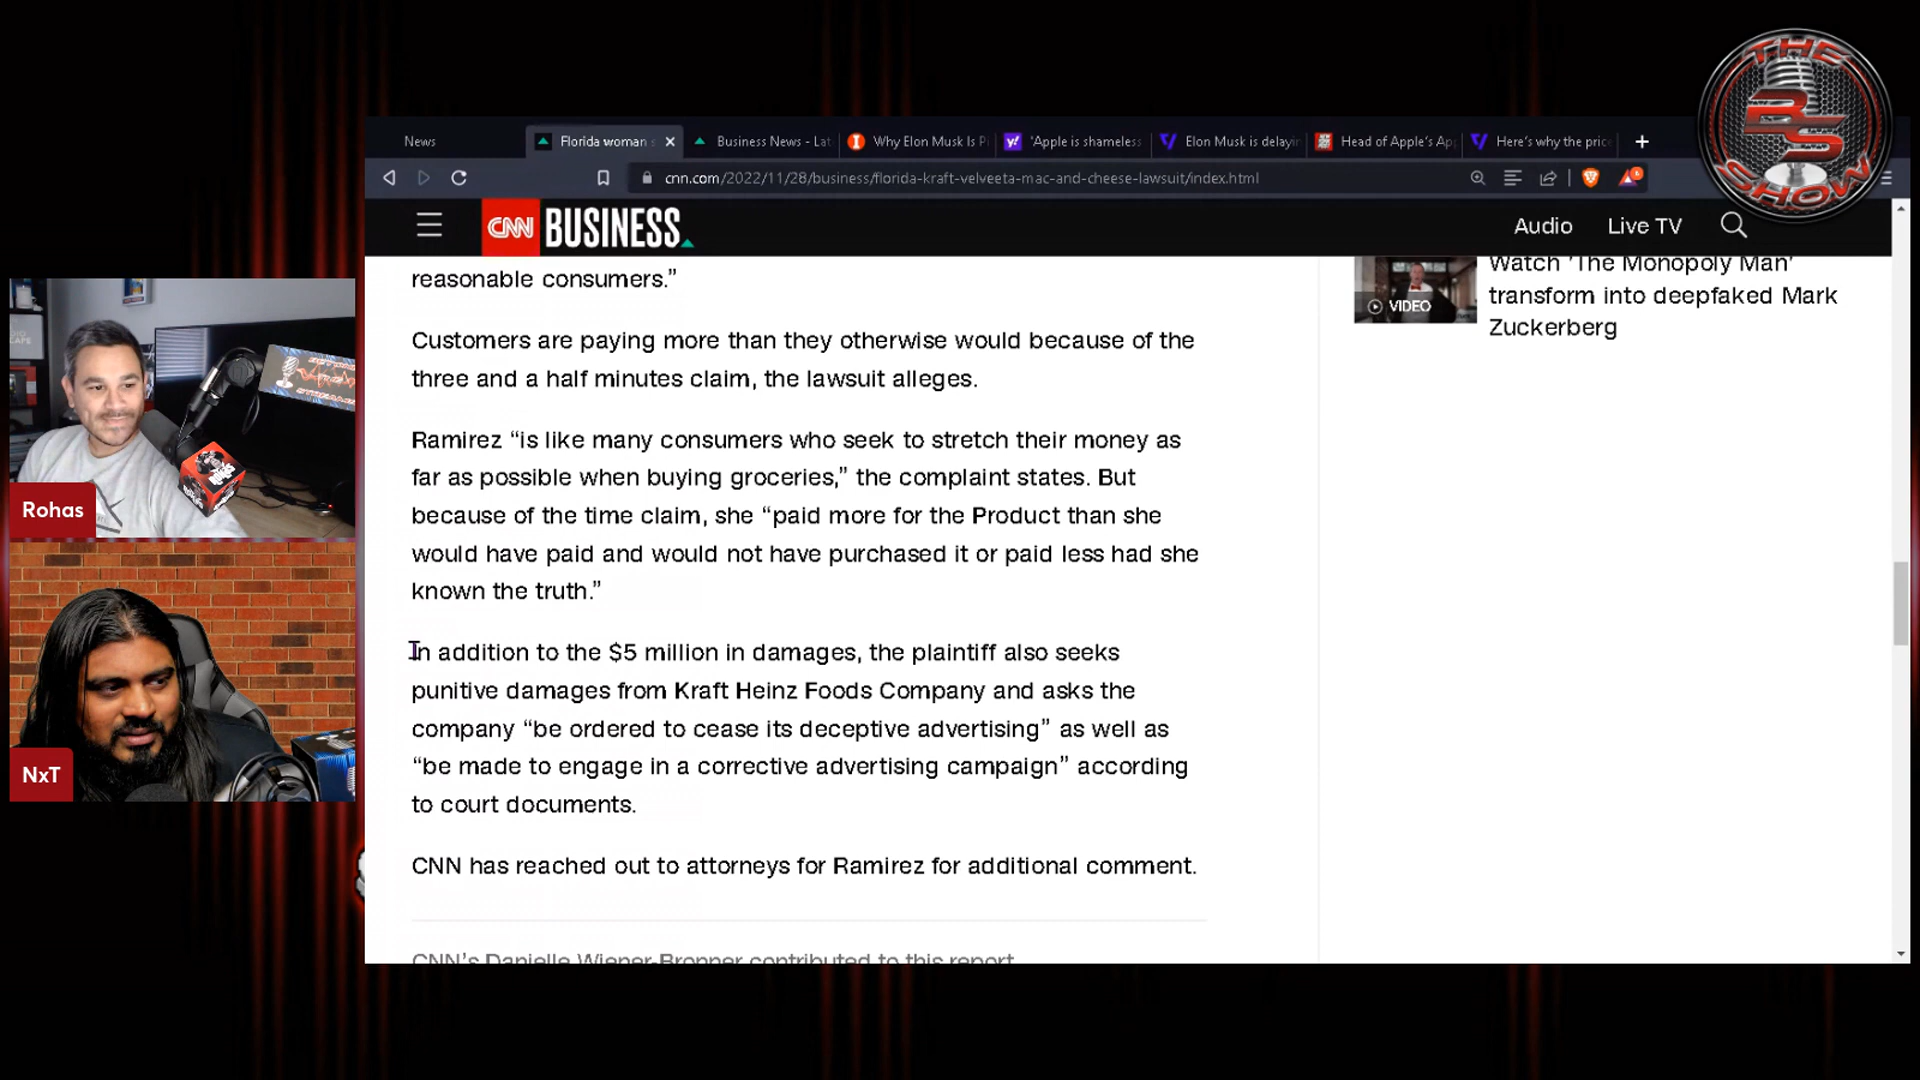 THE
BS
SHOW
News
Florida woman s
Business News - Lat
Why Elon Musk Is Pi
'Apple is shameless
Elon Musk is delayin
Head of Apple's Ap
Here's why the pric
cnn.com/2022/11/28/business/florida-kraft-velveeta-mac-and-cheese-lawsuit/index.html
CNN BUSINESS
Audio
Live TV
reasonable consumers.”
Customers are paying more than they otherwise would because of the
three and a half minutes claim, the lawsuit alleges.
Ramirez “is like many consumers who seek to stretch their money as
far as possible when buying groceries,” the complaint states. But
because of the time claim, she “paid more for the Product than she
would have paid and would not have purchased it or paid less had she
known the truth.”
In addition to the $5 million in damages, the plaintiff also seeks
punitive damages from Kraft Heinz Foods Company and asks the
company “be ordered to cease its deceptive advertising” as well as
“be made to engage in a corrective advertising campaign” according
to court documents.
CNN has reached out to attorneys for Ramirez for additional comment.
CNN’s Danielle Wiener-Bronner contributed to this report
VIDEO
Watch 'The Monopoly Man'
transform into deepfaked Mark
Zuckerberg
Rohas
NxT